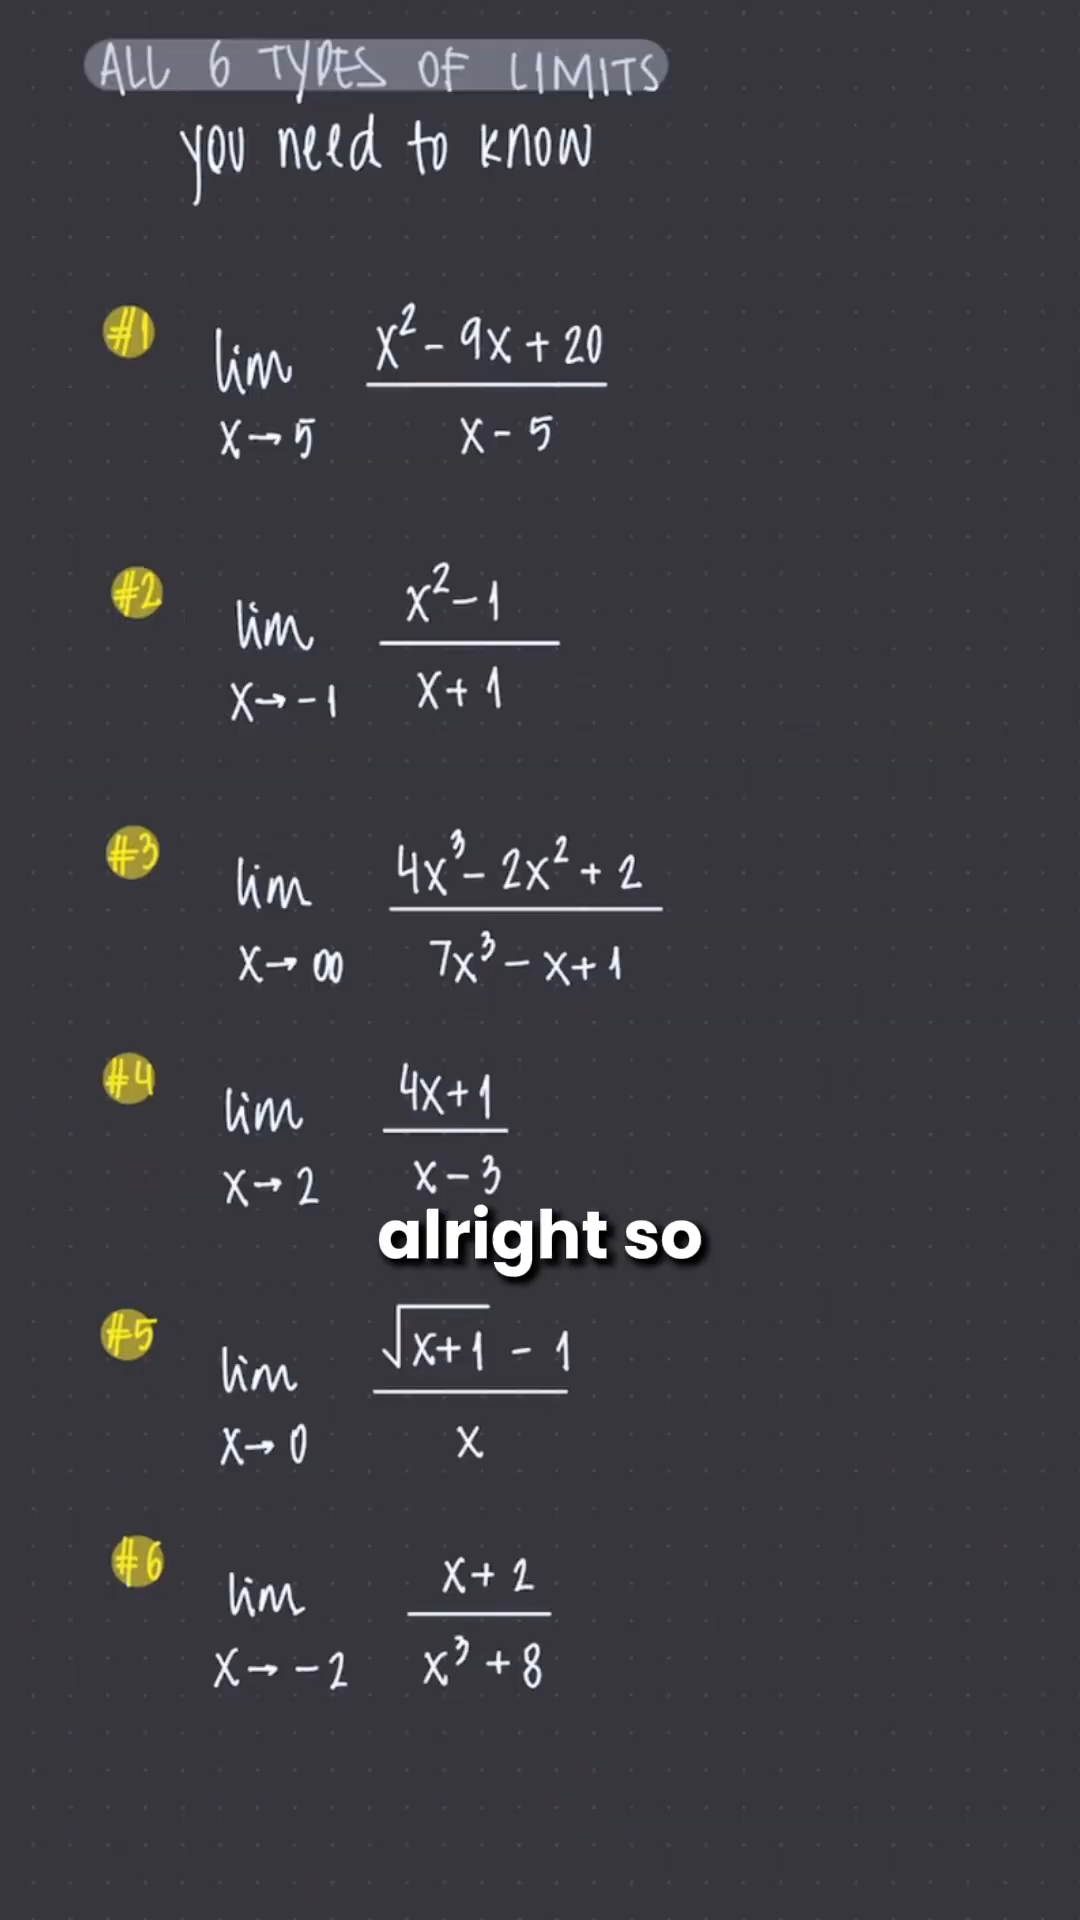 ALL 6 TYPES OF LIMITS
you need to know
#1 lim x→5 (x² - 9x + 20) / (x - 5)
#2 lim x→-1 (x² - 1) / (x + 1)
#3 lim x→∞ (4x³ - 2x² + 2) / (7x³ - x + 1)
#4 lim x→2 (4x + 1) / (x - 3)
alright so
#5 lim x→0 (√(x+1) - 1) / x
#6 lim x→-2 (x + 2) / (x³ + 8)